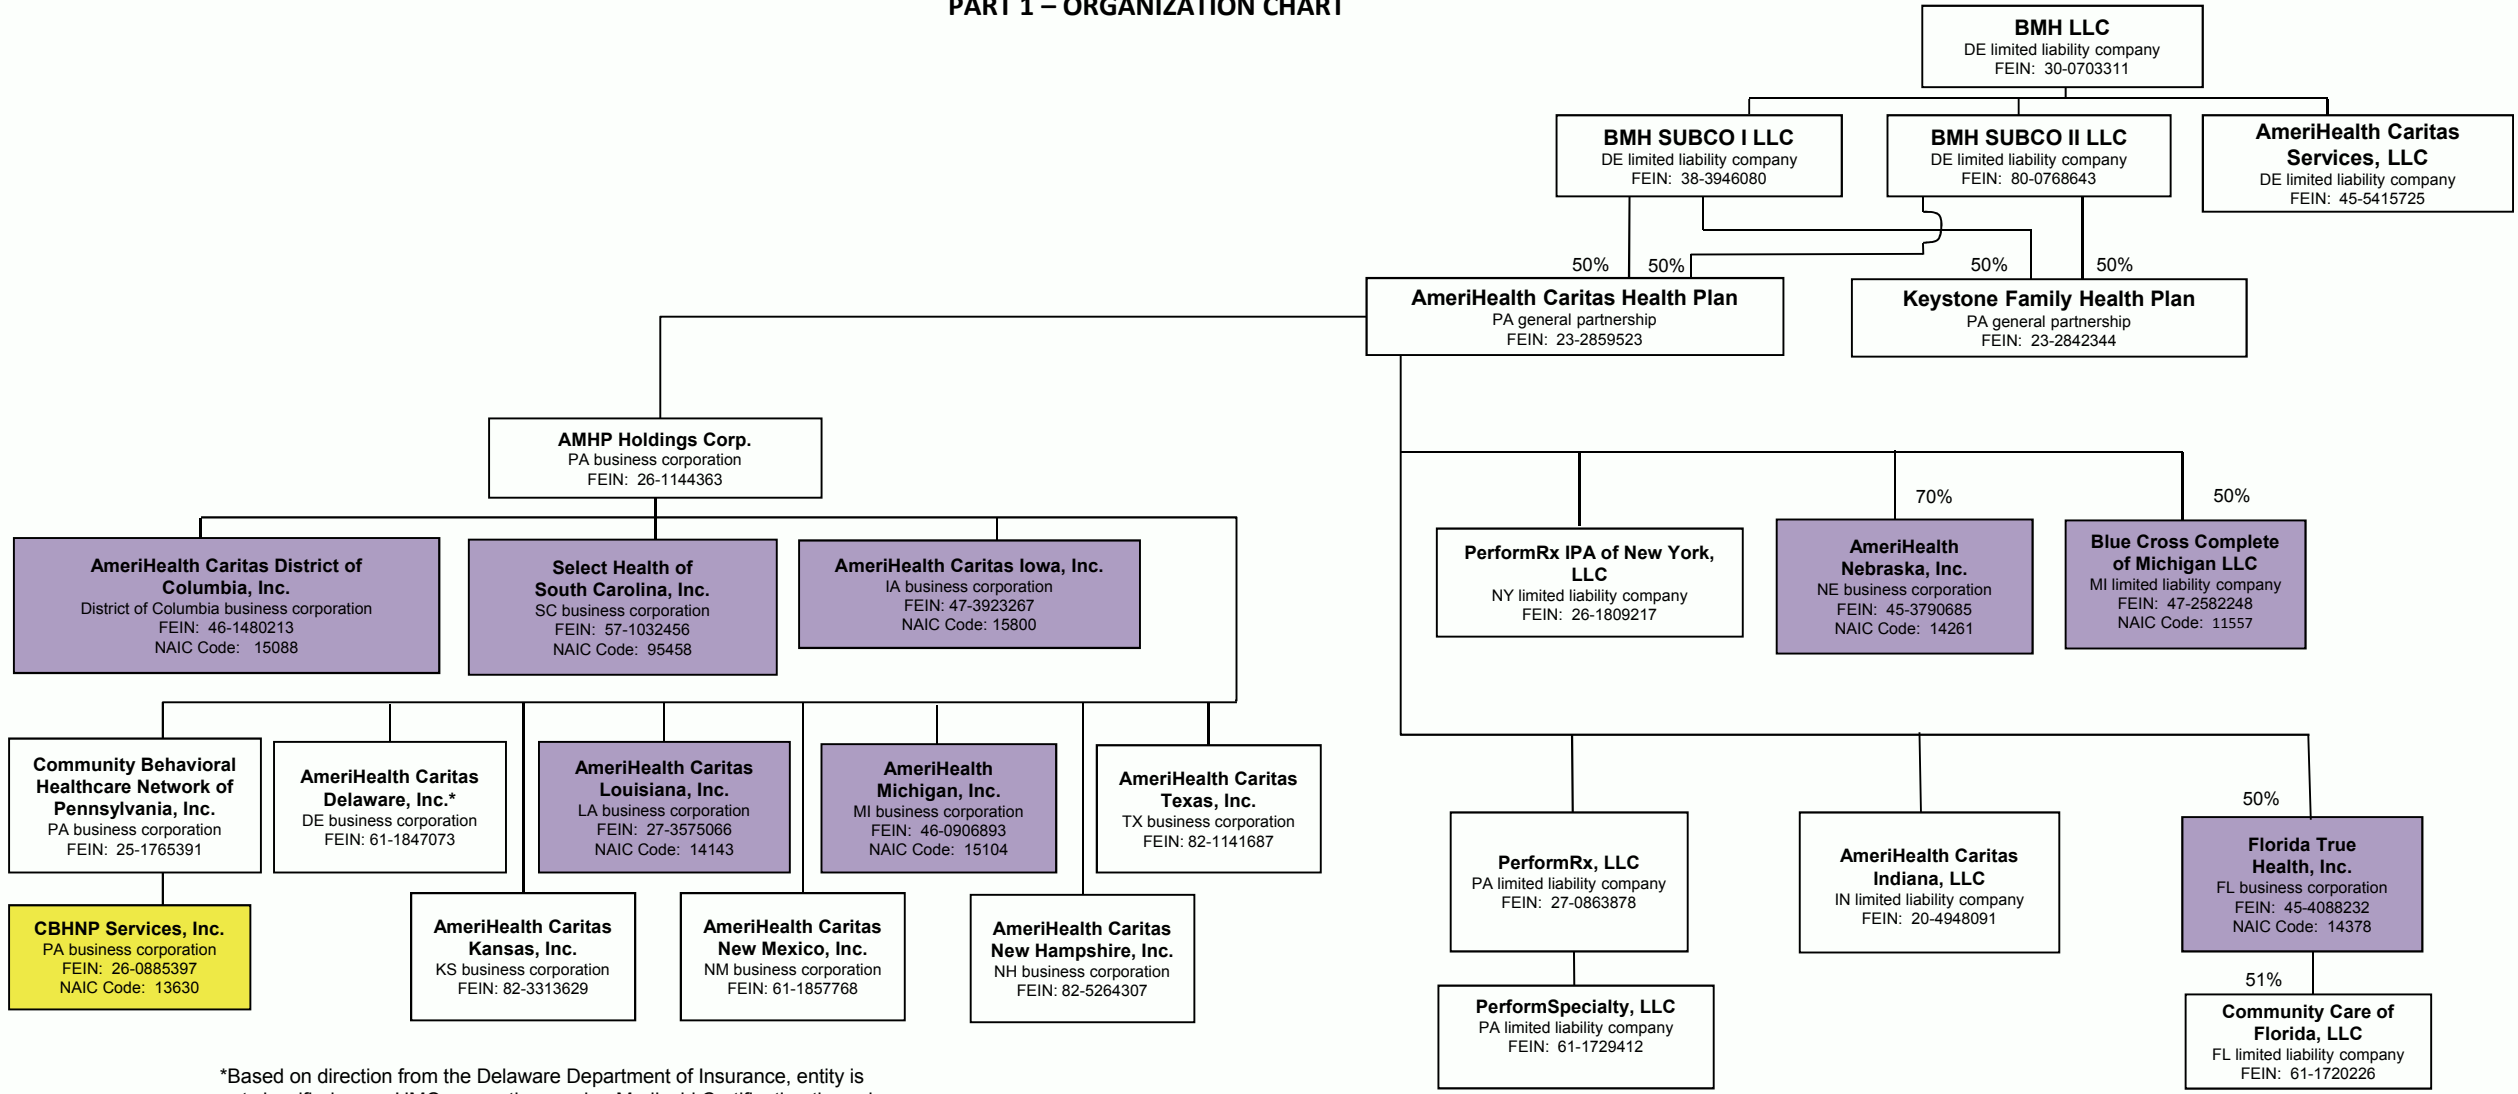 PART 1 – ORGANIZATION CHART
BMH LLC
DE limited liability company
FEIN: 30-0703311
BMH SUBCO I LLC
DE limited liability company
FEIN: 38-3946080
BMH SUBCO II LLC
DE limited liability company
FEIN: 80-0768643
AmeriHealth Caritas
Services, LLC
DE limited liability company
FEIN: 45-5415725
50%
50%
50%
50%
AmeriHealth Caritas Health Plan
PA general partnership
FEIN: 23-2859523
Keystone Family Health Plan
PA general partnership
FEIN: 23-2842344
AMHP Holdings Corp.
PA business corporation
FEIN: 26-1144363
70%
50%
AmeriHealth Caritas District of
Columbia, Inc.
District of Columbia business corporation
FEIN: 46-1480213
NAIC Code: 15088
Select Health of
South Carolina, Inc.
SC business corporation
FEIN: 57-1032456
NAIC Code: 95458
AmeriHealth Caritas Iowa, Inc.
IA business corporation
FEIN: 47-3923267
NAIC Code: 15800
PerformRx IPA of New York,
LLC
NY limited liability company
FEIN: 26-1809217
AmeriHealth
Nebraska, Inc.
NE business corporation
FEIN: 45-3790685
NAIC Code: 14261
Blue Cross Complete
of Michigan LLC
MI limited liability company
FEIN: 47-2582248
NAIC Code: 11557
Community Behavioral
Healthcare Network of
Pennsylvania, Inc.
PA business corporation
FEIN: 25-1765391
AmeriHealth Caritas
Delaware, Inc.*
DE business corporation
FEIN: 61-1847073
AmeriHealth Caritas
Louisiana, Inc.
LA business corporation
FEIN: 27-3575066
NAIC Code: 14143
AmeriHealth
Michigan, Inc.
MI business corporation
FEIN: 46-0906893
NAIC Code: 15104
AmeriHealth Caritas
Texas, Inc.
TX business corporation
FEIN: 82-1141687
PerformRx, LLC
PA limited liability company
FEIN: 27-0863878
AmeriHealth Caritas
Indiana, LLC
IN limited liability company
FEIN: 20-4948091
50%
Florida True
Health, Inc.
FL business corporation
FEIN: 45-4088232
NAIC Code: 14378
CBHNP Services, Inc.
PA business corporation
FEIN: 26-0885397
NAIC Code: 13630
AmeriHealth Caritas
Kansas, Inc.
KS business corporation
FEIN: 82-3313629
AmeriHealth Caritas
New Mexico, Inc.
NM business corporation
FEIN: 61-1857768
AmeriHealth Caritas
New Hampshire, Inc.
NH business corporation
FEIN: 82-5264307
PerformSpecialty, LLC
PA limited liability company
FEIN: 61-1729412
51%
Community Care of
Florida, LLC
FL limited liability company
FEIN: 61-1720226
*Based on direction from the Delaware Department of Insurance, entity is